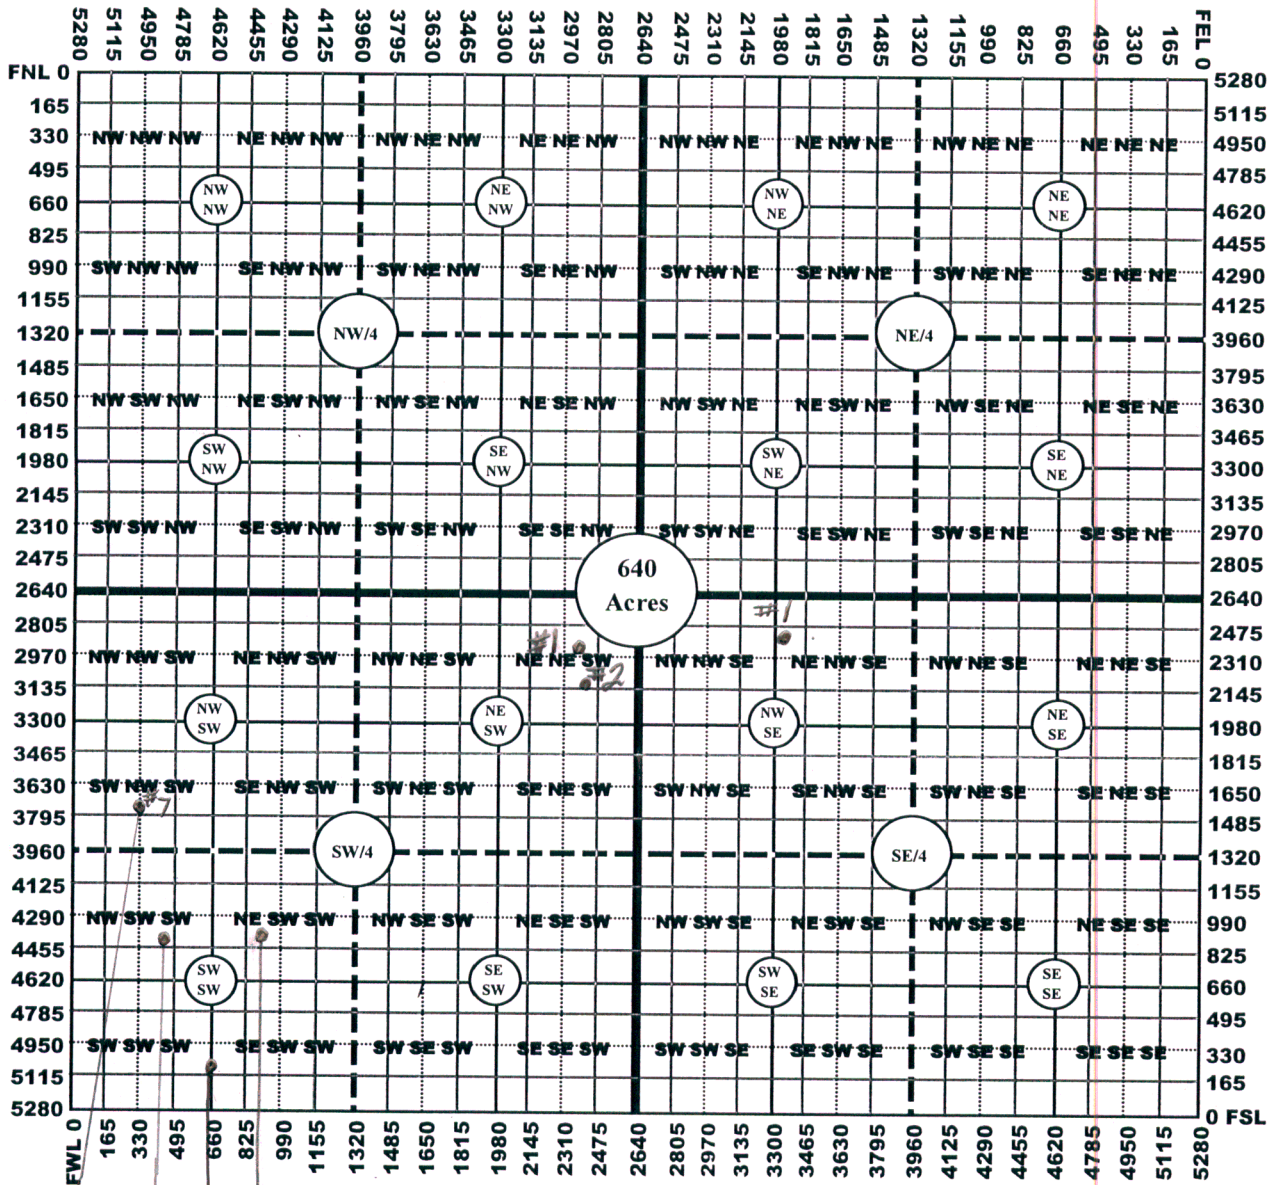 5280 5115 4950 4785 4620 4455 4290 4125 3960 3795 3630 3465 3300 3135 2970 2805 2640 2475 2310 2145 1980 1815 1650 1485 1320 1155 990 825 660 495 330 165 FEL 0
FNL 0 5280
165 5115
330 NW NW NW NE NW NW NW NE NW NE NE NW NW NW NE NE NW NE NW NE NE NE NE NE 4950
495 4785
NW NE NW NE
660 4620
NW NW NE NE
825 4455
990 SW NW NW SE NW NW SW NE NW SE NE NW SW NW NE SE NW NE SW NE NE SE NE NE 4290
1155 4125
1320 NW/4 NE/4 3960
1485 3795
1650 NW SW NW NE SW NW NW SE NW NE SE NW NW SW NE NE SW NE NW SE NE NE SE NE 3630
1815 3465
SW SE SW SE
1980 3300
NW NW NE NE
2145 3135
2310 SW SW NW SE SW NW SW SE NW SE SE NW SW SW NE SE SW NE SW SE NE SE SE NE 2970
2475 640 2805
2640 Acres 2640
#1
2805 2475
#1
2970 NW NW SW NE NW SW NW NE SW NE NE SW NW NW SE NE NW SE NW NE SE NE NE SE 2310
#2
3135 2145
NW NE NW NE
3300 1980
SW SW SE SE
3465 1815
3630 SW NW SW SE NW SW SW NE SW SE NE SW SW NW SE SE NW SE SW NE SE SE NE SE 1650
#7
3795 1485
3960 SW/4 SE/4 1320
4125 1155
4290 NW SW SW NE SW SW NW SE SW NE SE SW NW SW SE NE SW SE NW SE SE NE SE SE 990
4455 825
SW SE SW SE
4620 660
SW SW SE SE
4785 495
4950 SW SW SW SE SW SW SW SE SW SE SE SW SW SW SE SE SW SE SW SE SE SE SE SE 330
5115 165
5280 0 FSL
FWL 0 165 330 495 660 825 990 1155 1320 1485 1650 1815 1980 2145 2310 2475 2640 2805 2970 3135 3300 3465 3630 3795 3960 4125 4290 4455 4620 4785 4950 5115 5280